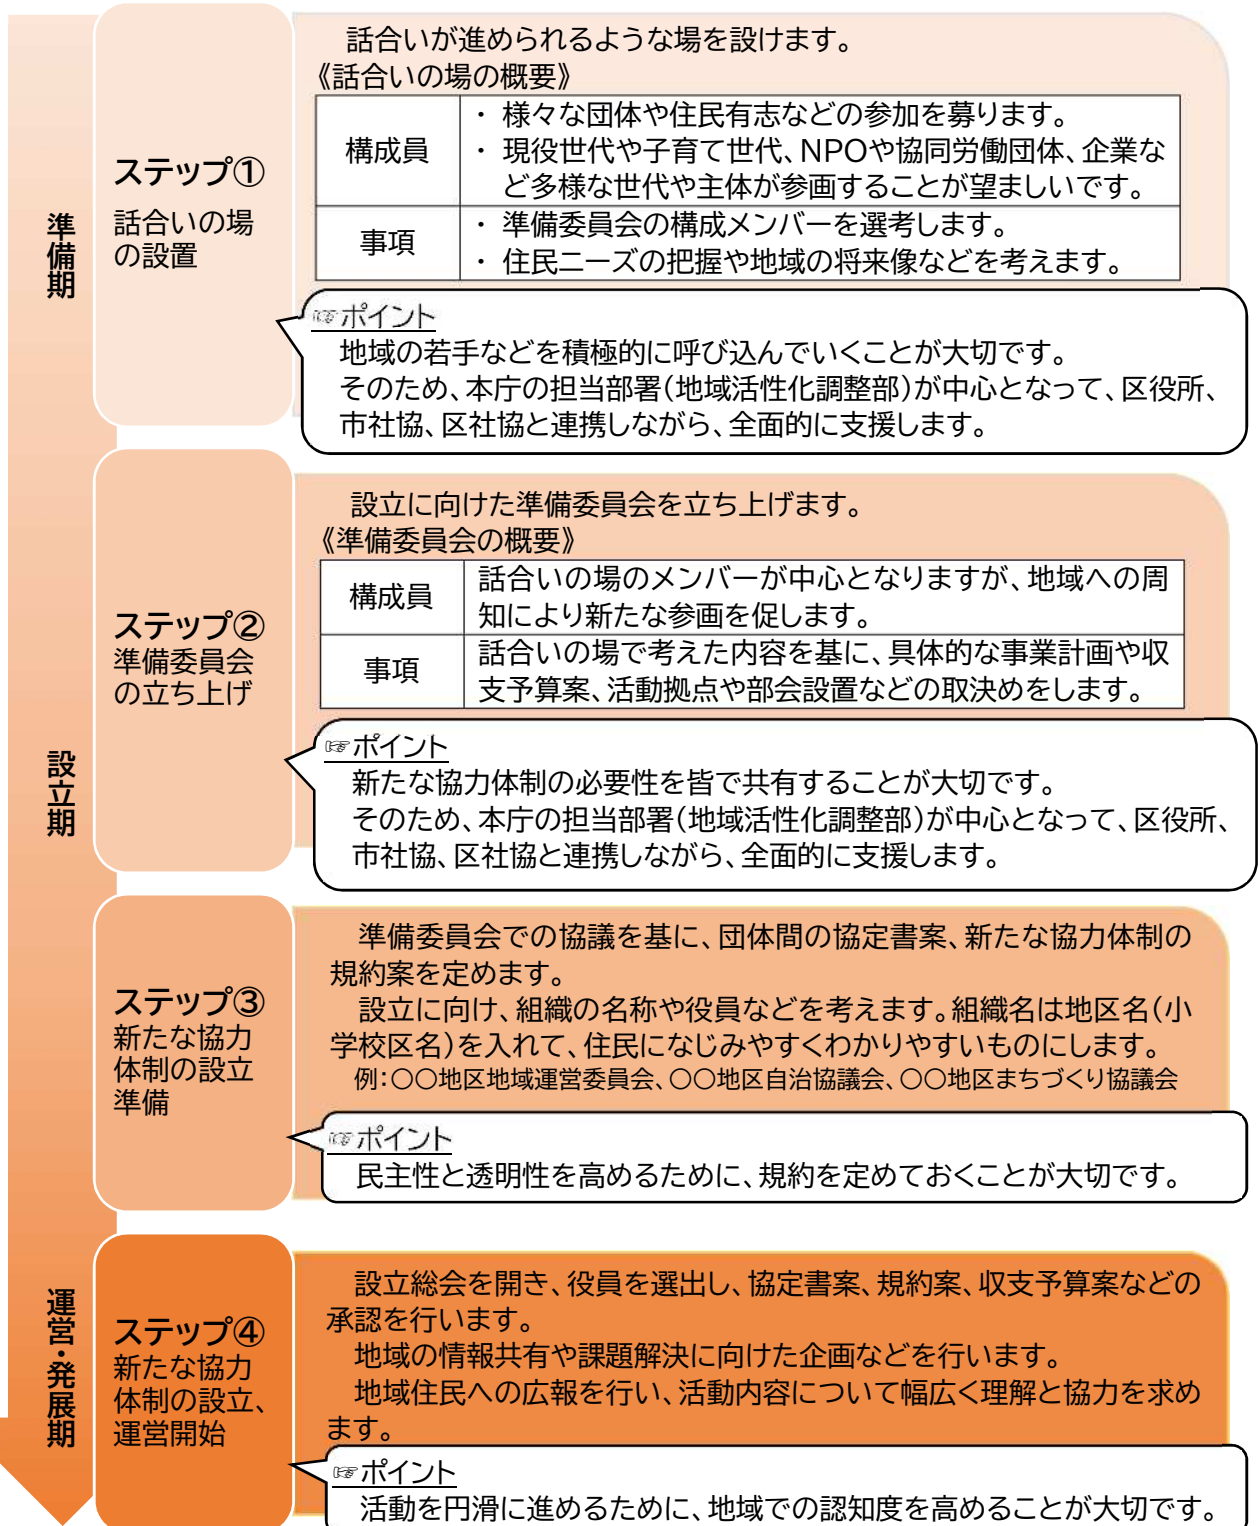 準備期
ステップ①
話合いの場
の設置
話合いが進められるような場を設けます。
《話合いの場の概要》
構成員
・ 様々な団体や住民有志などの参加を募ります。
・ 現役世代や子育て世代、NPOや協同労働団体、企業な
ど多様な世代や主体が参画することが望ましいです。
事項
・ 準備委員会の構成メンバーを選考します。
・ 住民ニーズの把握や地域の将来像などを考えます。
☞ポイント
地域の若手などを積極的に呼び込んでいくことが大切です。
そのため、本庁の担当部署(地域活性化調整部)が中心となって、区役所、
市社協、区社協と連携しながら、全面的に支援します。
設立期
ステップ②
準備委員会
の立ち上げ
設立に向けた準備委員会を立ち上げます。
《準備委員会の概要》
構成員
話合いの場のメンバーが中心となりますが、地域への周
知により新たな参画を促します。
事項
話合いの場で考えた内容を基に、具体的な事業計画や収
支予算案、活動拠点や部会設置などの取決めをします。
☞ポイント
新たな協力体制の必要性を皆で共有することが大切です。
そのため、本庁の担当部署(地域活性化調整部)が中心となって、区役所、
市社協、区社協と連携しながら、全面的に支援します。
ステップ③
新たな協力
体制の設立
準備
準備委員会での協議を基に、団体間の協定書案、新たな協力体制の
規約案を定めます。
設立に向け、組織の名称や役員などを考えます。組織名は地区名(小
学校区名)を入れて、住民になじみやすくわかりやすいものにします。
例:〇〇地区地域運営委員会、〇〇地区自治協議会、〇〇地区まちづくり協議会
☞ポイント
民主性と透明性を高めるために、規約を定めておくことが大切です。
運営・発展期
ステップ④
新たな協力
体制の設立、
運営開始
設立総会を開き、役員を選出し、協定書案、規約案、収支予算案などの
承認を行います。
地域の情報共有や課題解決に向けた企画などを行います。
地域住民への広報を行い、活動内容について幅広く理解と協力を求め
ます。
☞ポイント
活動を円滑に進めるために、地域での認知度を高めることが大切です。